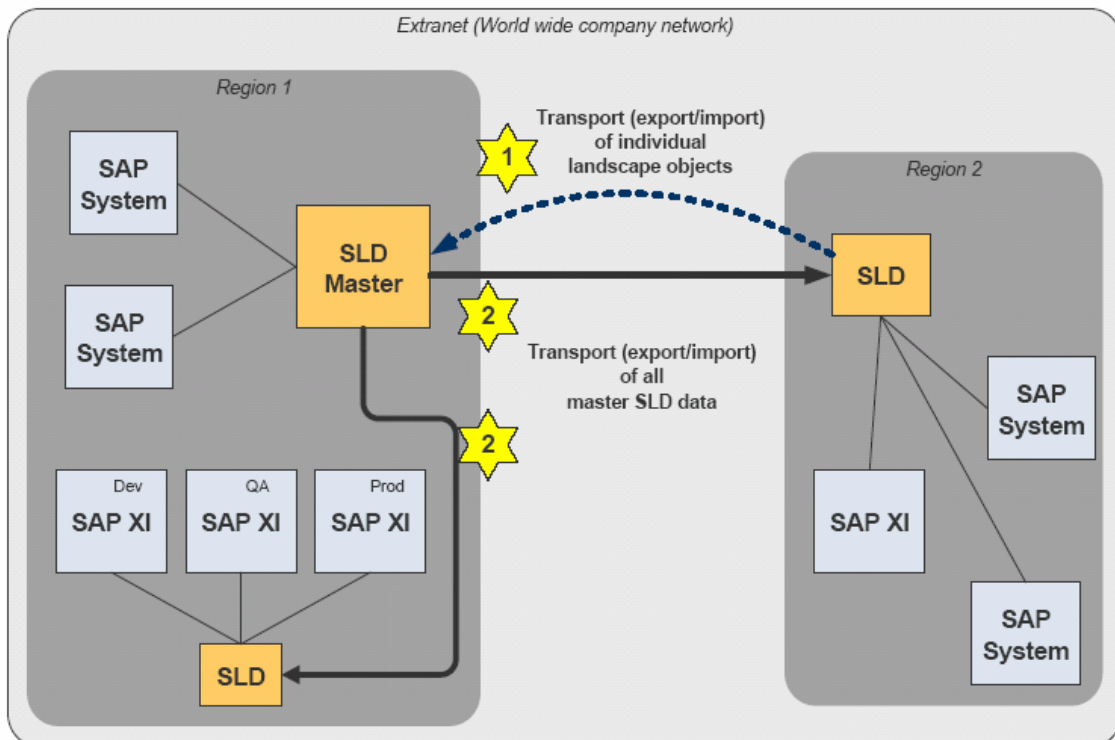 Extranet (World wide company network)
Region 1
SAP
System
SAP
System
SLD
Master
1
Transport (export/import)
of individual
landscape objects
2
Transport (export/import)
of all
master SLD data
2
Dev
SAP XI
QA
SAP XI
Prod
SAP XI
SLD
Region 2
SLD
SAP
System
SAP XI
SAP
System